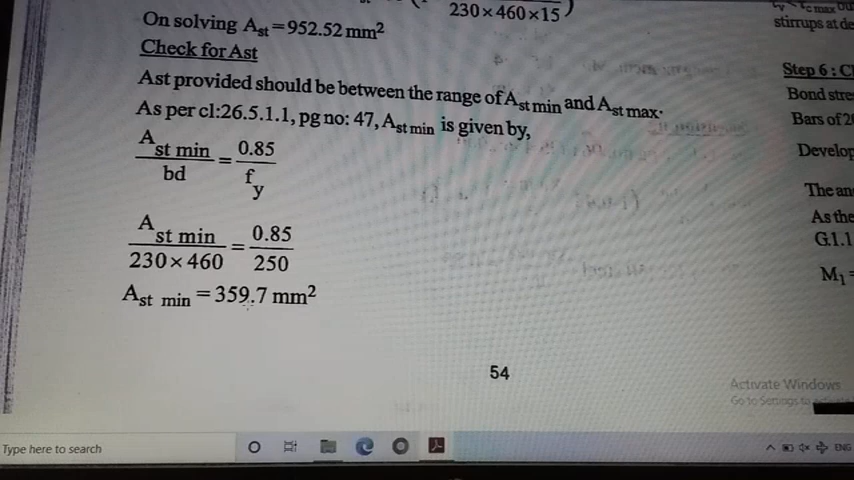 230×460×15
On solving Ast = 952.52 mm²
Check for Ast
Ast provided should be between the range of Ast min and Ast max.
As per cl:26.5.1.1, pg no: 47, Ast min is given by,
Ast min / bd = 0.85 / fy
Ast min / 230×460 = 0.85 / 250
Ast min = 359.7 mm²
54
stirrups at de
Step 6 : C
Bond stre
Bars of 2
Develop
The an
As the
G.1.1
M1 =
Activate Windows
Go to Settings to
Type here to search
ENG